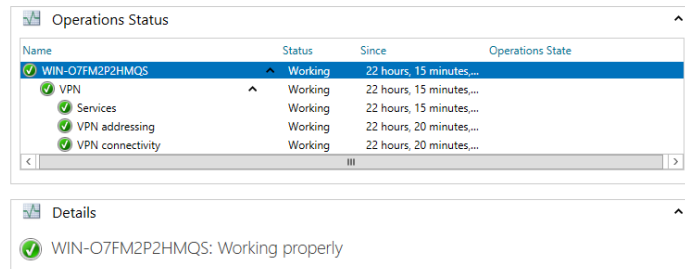 Operations Status
Name Status Since Operations State
WIN-O7FM2P2HMQS Working 22 hours, 15 minutes,...
VPN Working 22 hours, 15 minutes,...
Services Working 22 hours, 15 minutes,...
VPN addressing Working 22 hours, 20 minutes,...
VPN connectivity Working 22 hours, 20 minutes,...
Details
WIN-O7FM2P2HMQS: Working properly